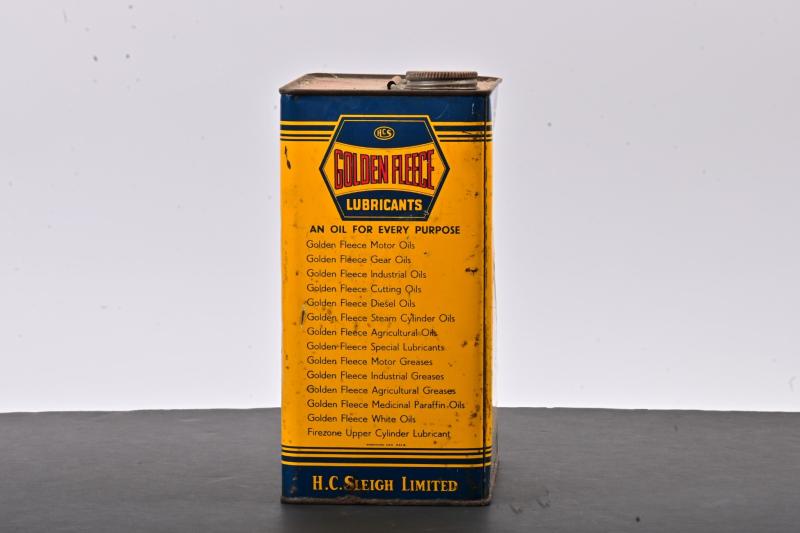 HCS
GOLDEN FLEECE
LUBRICANTS
AN OIL FOR EVERY PURPOSE
Golden Fleece Motor Oils
Golden Fleece Gear Oils
Golden Fleece Industrial Oils
Golden Fleece Cutting Oils
Golden Fleece Diesel Oils
Golden Fleece Steam Cylinder Oils
Golden Fleece Agricultural Oils
Golden Fleece Special Lubricants
Golden Fleece Motor Greases
Golden Fleece Industrial Greases
Golden Fleece Agricultural Greases
Golden Fleece Medicinal Paraffin Oils
Golden Fleece White Oils
Firezone Upper Cylinder Lubricant
H.C. SLEIGH LIMITED